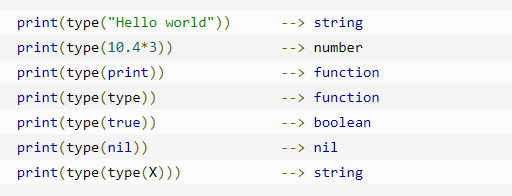 print(type("Hello world"))      --> string
print(type(10.4*3))             --> number
print(type(print))              --> function
print(type(type))               --> function
print(type(true))               --> boolean
print(type(nil))                --> nil
print(type(type(X)))            --> string